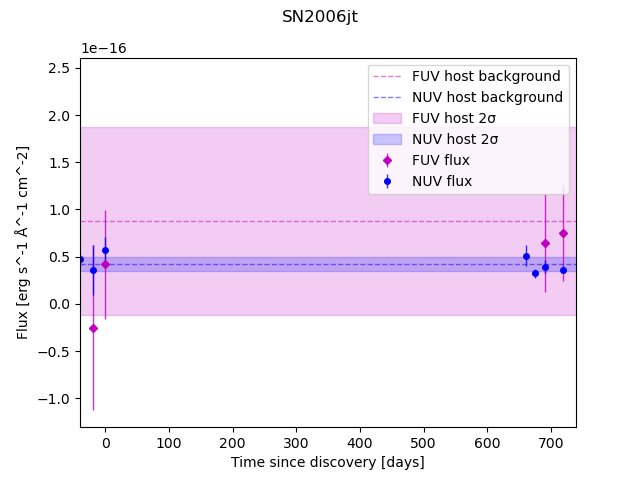 SN2006jt
1e−16
2.5
2.0
1.5
1.0
0.5
0.0
−0.5
−1.0
Flux [erg s^-1 Å^-1 cm^-2]
FUV host background
NUV host background
FUV host 2σ
NUV host 2σ
FUV flux
NUV flux
0 100 200 300 400 500 600 700
Time since discovery [days]